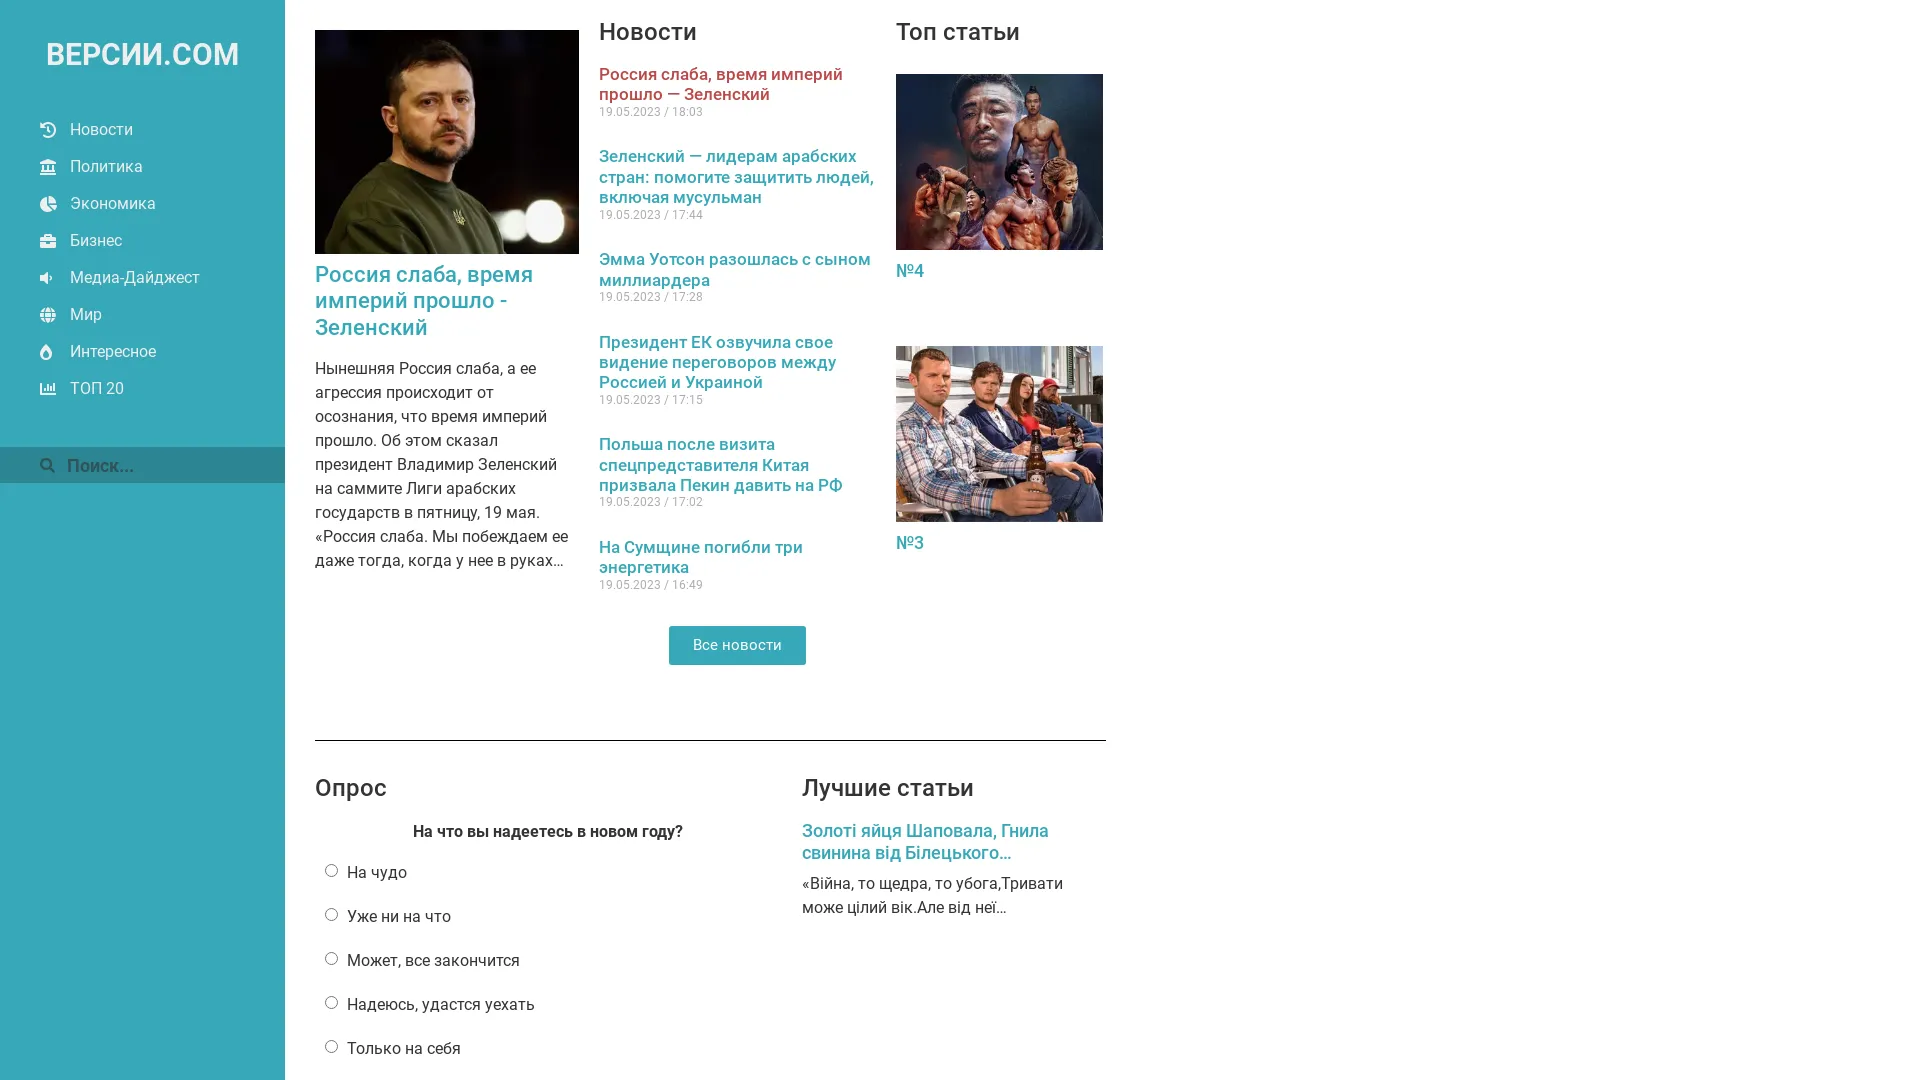 ВЕРСИИ.COM
Новости
Политика
Экономика
Бизнес
Медиа-Дайджест
Мир
Интересное
ТОП 20
Поиск...
Россия слаба, время
империй прошло -
Зеленский
Нынешняя Россия слаба, а ее
агрессия происходит от
осознания, что время империй
прошло. Об этом сказал
президент Владимир Зеленский
на саммите Лиги арабских
государств в пятницу, 19 мая.
«Россия слаба. Мы побеждаем ее
даже тогда, когда у нее в руках…
Новости
Россия слаба, время империй
прошло — Зеленский
19.05.2023 / 18:03
Зеленский — лидерам арабских
стран: помогите защитить людей,
включая мусульман
19.05.2023 / 17:44
Эмма Уотсон разошлась с сыном
миллиардера
19.05.2023 / 17:28
Президент ЕК озвучила свое
видение переговоров между
Россией и Украиной
19.05.2023 / 17:15
Польша после визита
спецпредставителя Китая
призвала Пекин давить на РФ
19.05.2023 / 17:02
На Сумщине погибли три
энергетика
19.05.2023 / 16:49
Все новости
Топ статьи
№4
№3
Опрос
На что вы надеетесь в новом году?
На чудо
Уже ни на что
Может, все закончится
Надеюсь, удастся уехать
Только на себя
Лучшие статьи
Золоті яйця Шаповала, Гнила
свинина від Білецького…
«Війна, то щедра, то убога,Тривати
може цілий вік.Але від неї…